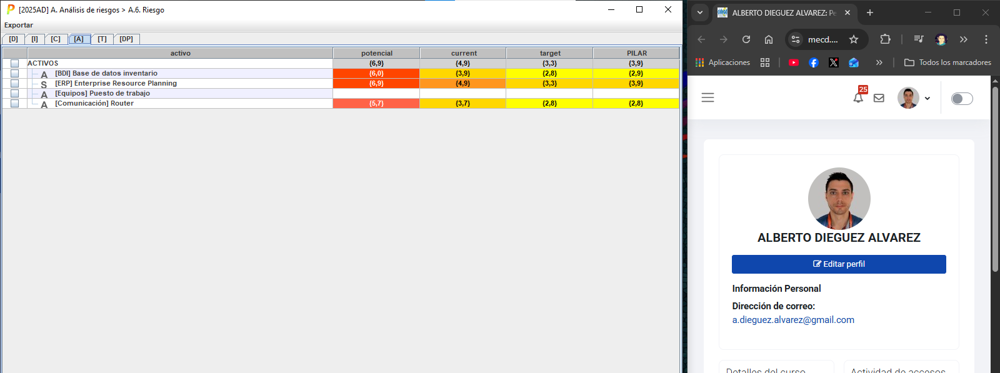 [2025AD] A. Análisis de riesgos > A.6. Riesgo
Exportar
[D] [I] [C] [A] [T] [DP]
activo potencial current target PILAR
ACTIVOS {6,9} {4,9} {3,3} {3,9}
A [BDI] Base de datos inventario {6,0} {3,9} {2,8} {2,9}
S [ERP] Enterprise Resource Planning {6,9} {4,9} {3,3} {3,9}
A [Equipos] Puesto de trabajo
A [Comunicación] Router {5,7} {3,7} {2,8} {2,8}
ALBERTO DIEGUEZ ALVAREZ: Pe
mecd....
Aplicaciones
Todos los marcadores
25
ALBERTO DIEGUEZ ALVAREZ
Editar perfil
Información Personal
Dirección de correo:
a.dieguez.alvarez@gmail.com
Detalles del curso Actividad de accesos